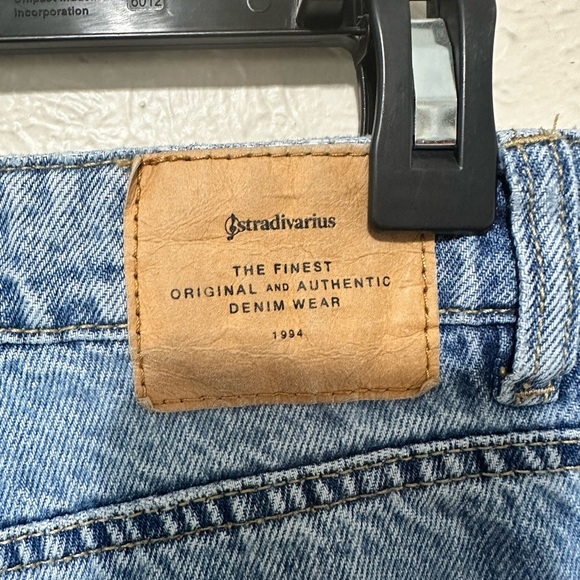 Incorporation
6012
stradivarius
THE FINEST
ORIGINAL AND AUTHENTIC
DENIM WEAR
1994